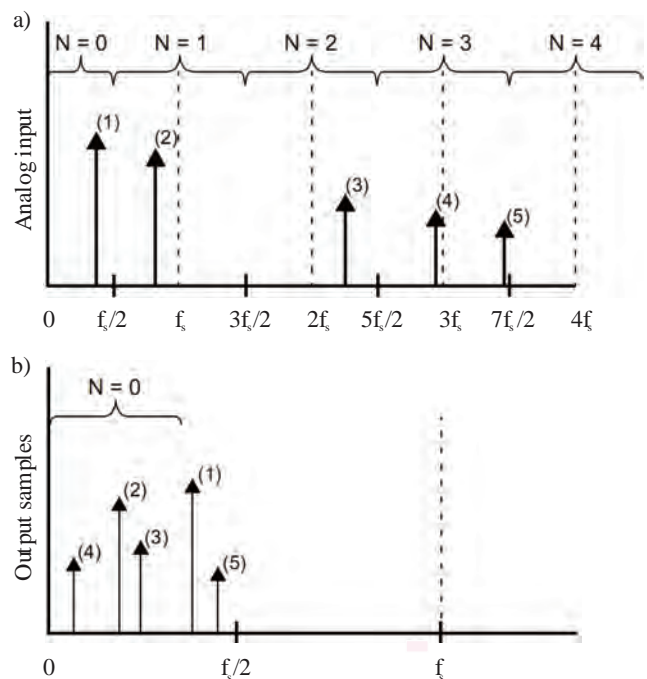 a)
N = 0 N = 1 N = 2 N = 3 N = 4
(1)
(2)
(3)
(4)
(5)
Analog input
0 fₛ/2 fₛ 3fₛ/2 2fₛ 5fₛ/2 3fₛ 7fₛ/2 4fₛ
b)
N = 0
(1)
(2)
(3)
(4)
(5)
Output samples
0 fₛ/2 fₛ